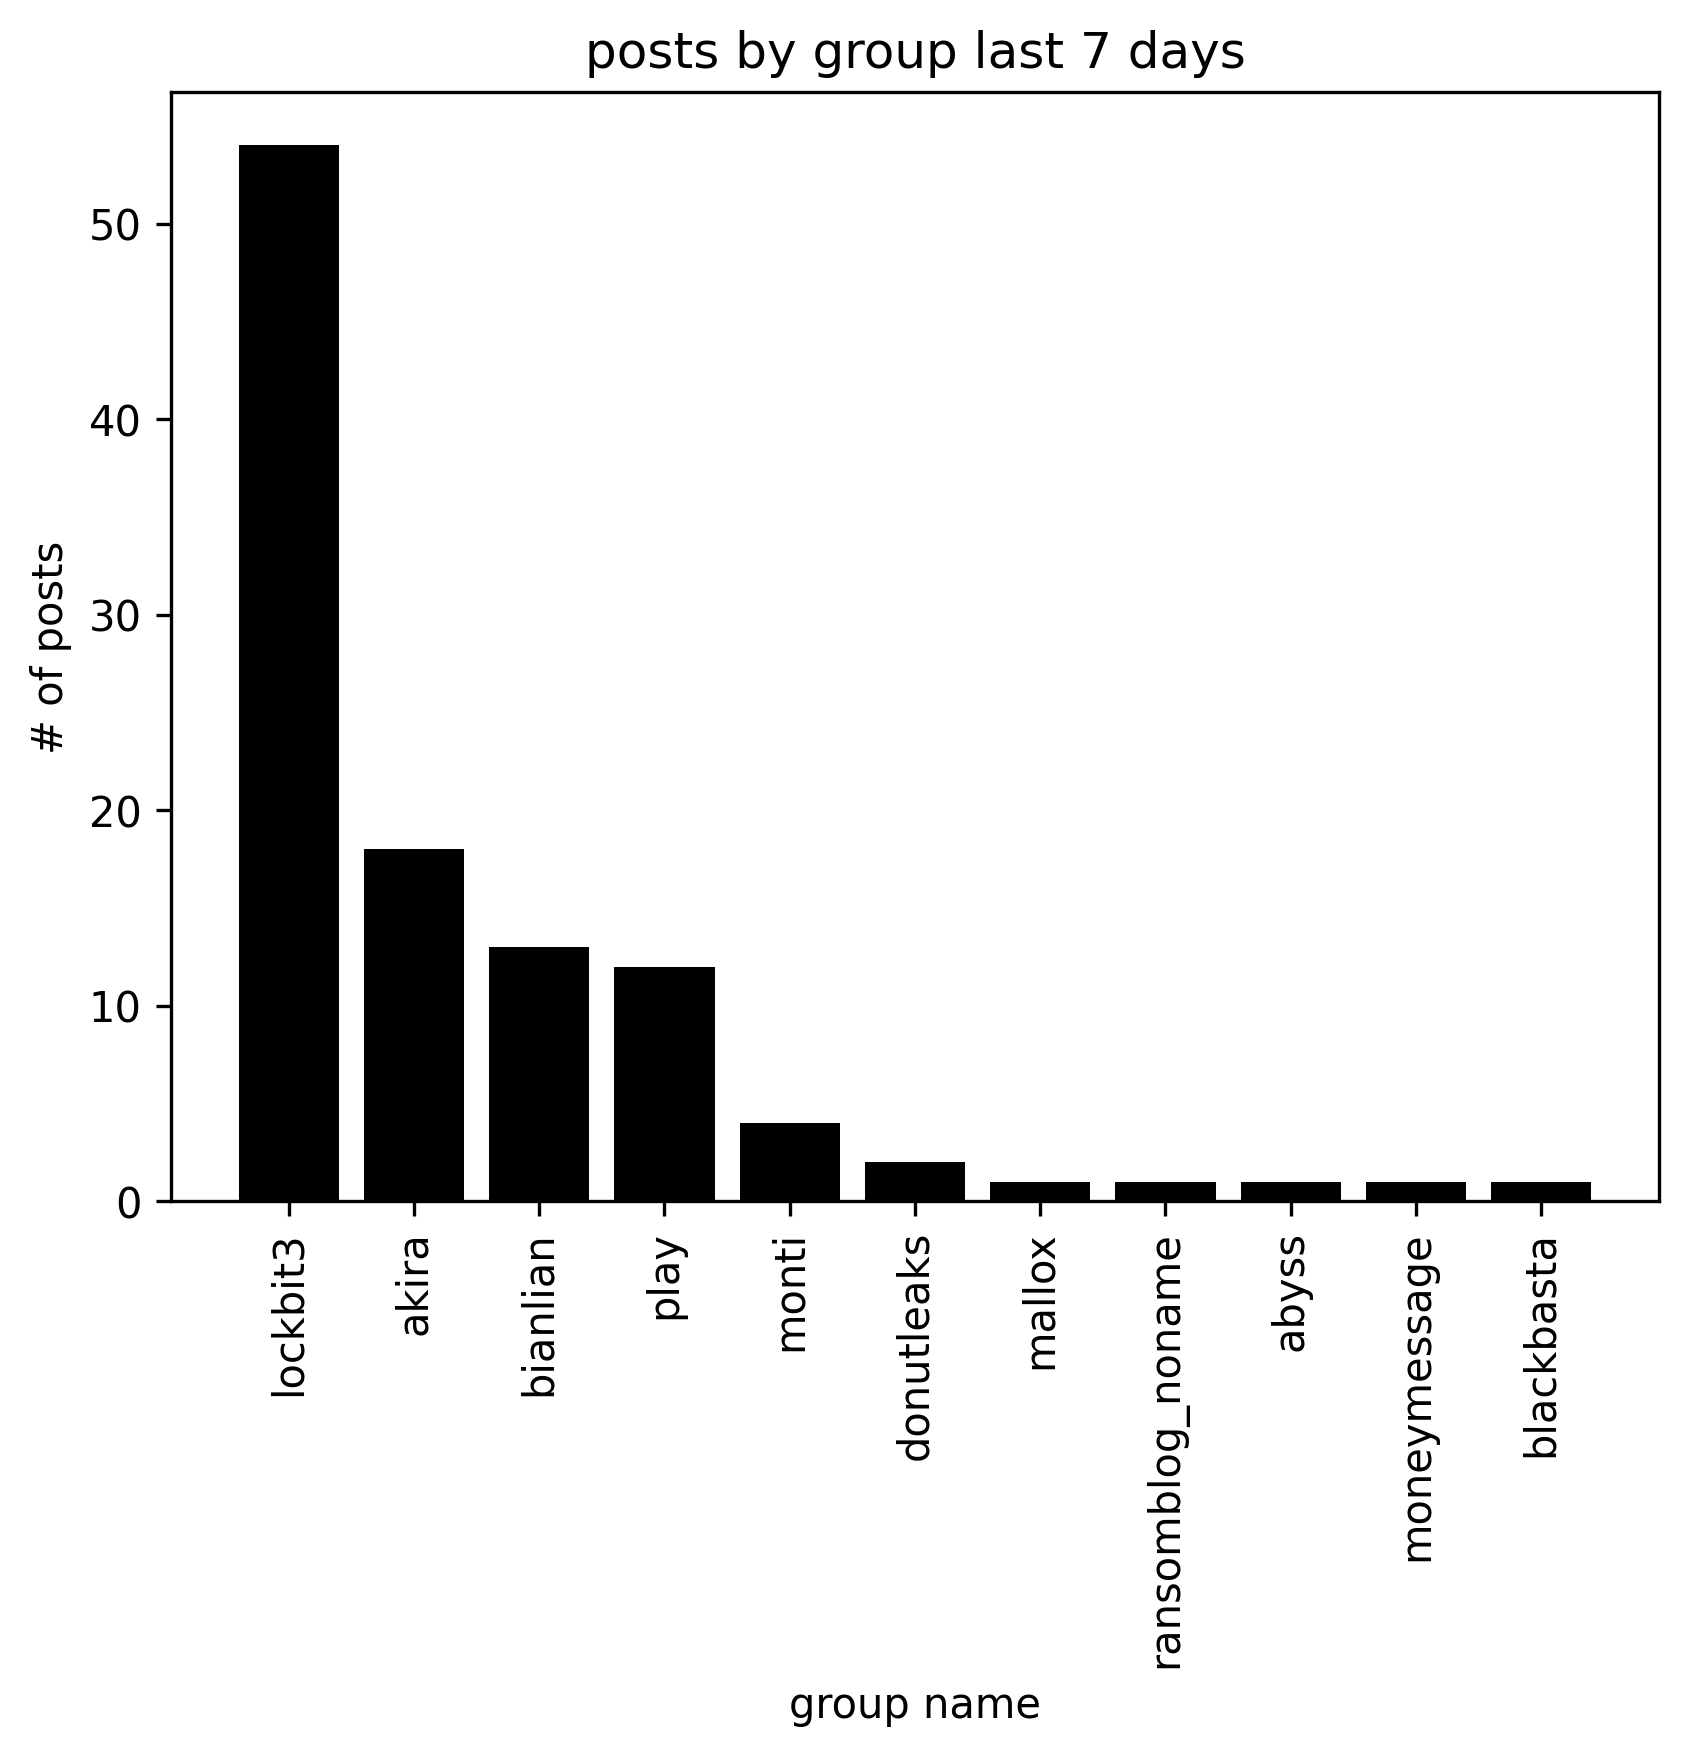 posts by group last 7 days
# of posts
50
40
30
20
10
0
lockbit3
akira
bianlian
play
monti
donutleaks
mallox
ransomblog_noname
abyss
moneymessage
blackbasta
group name